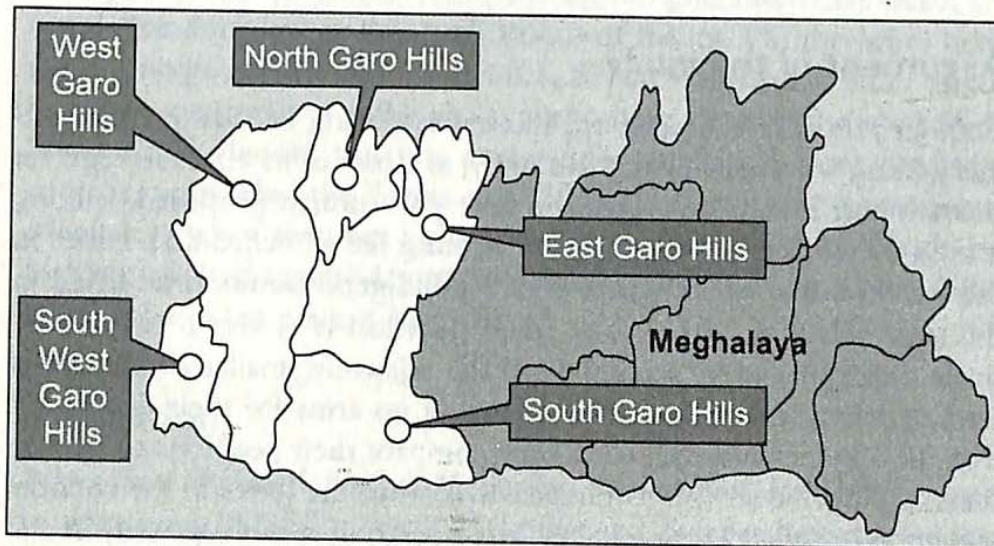 West
Garo
Hills
North Garo Hills
East Garo Hills
Meghalaya
South
West
Garo
Hills
South Garo Hills